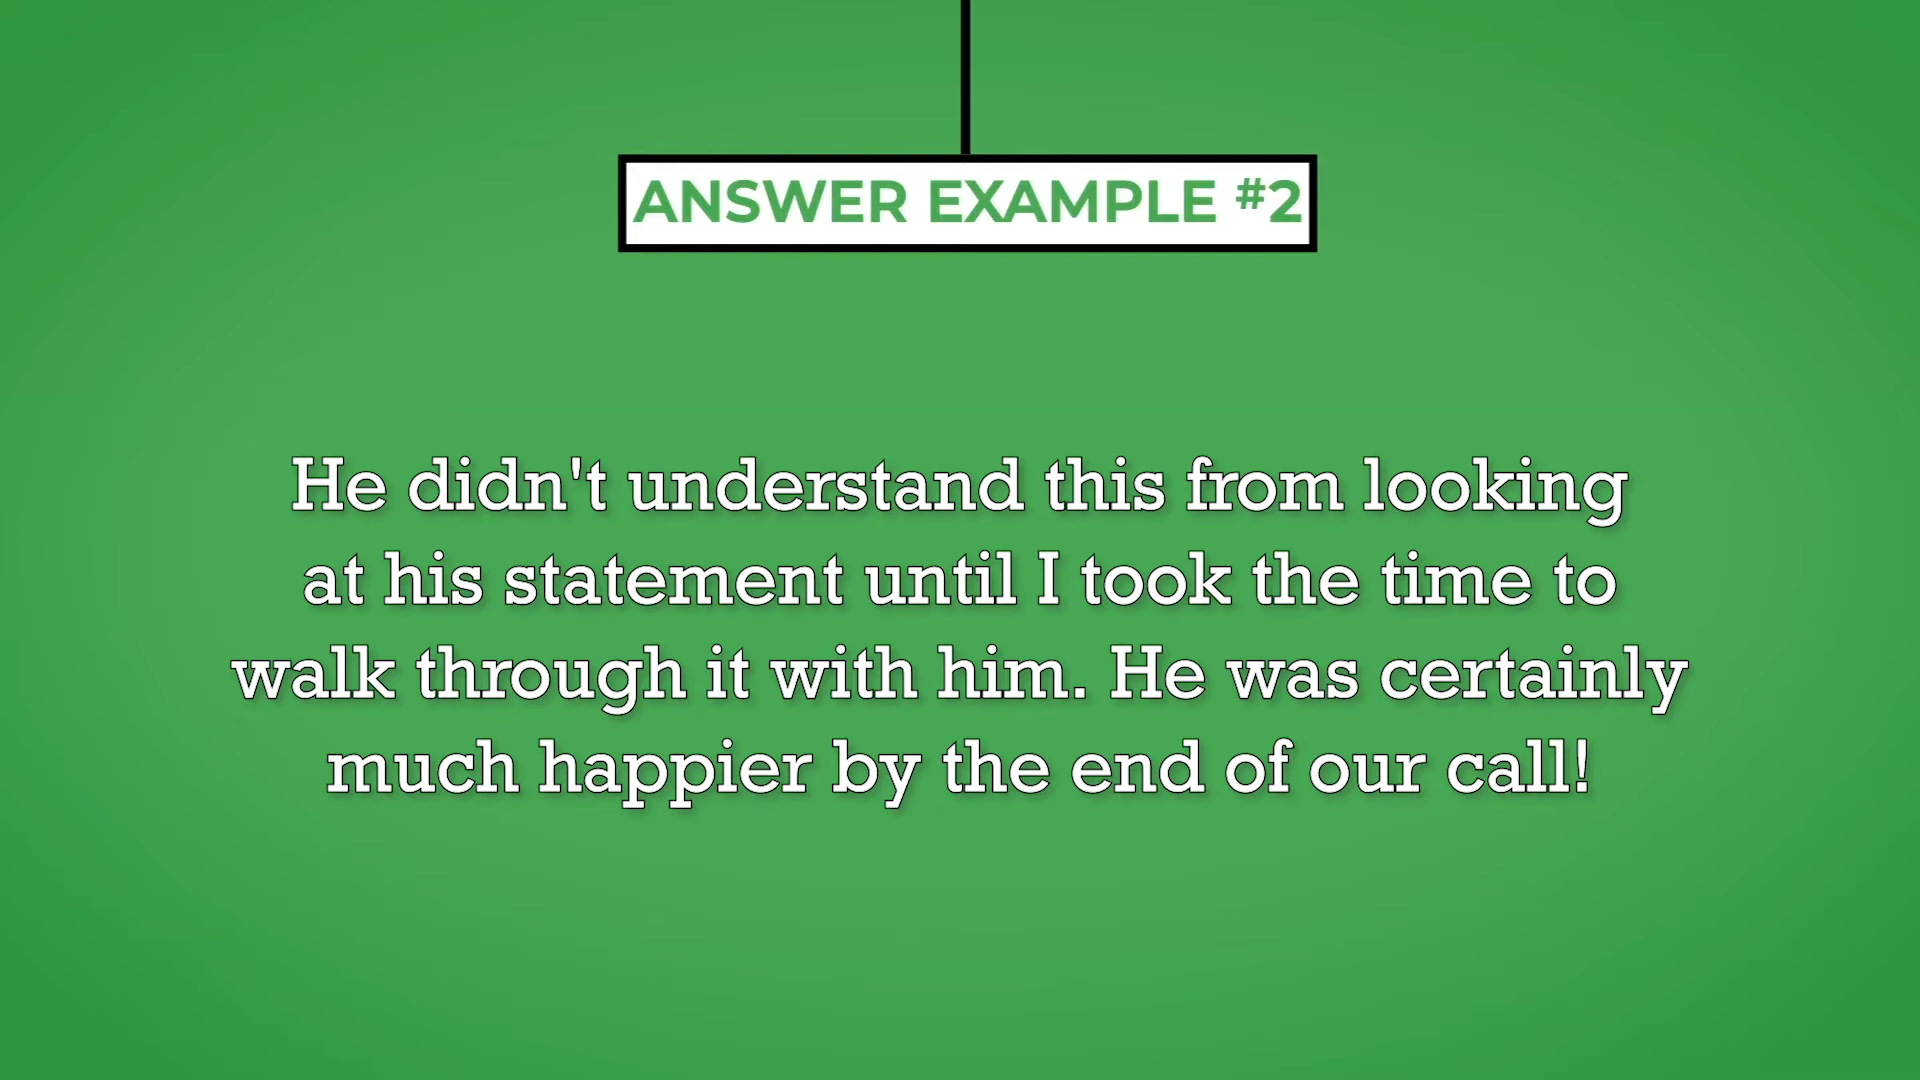 ANSWER EXAMPLE #2
He didn't understand this from looking
at his statement until I took the time to
walk through it with him. He was certainly
much happier by the end of our call!